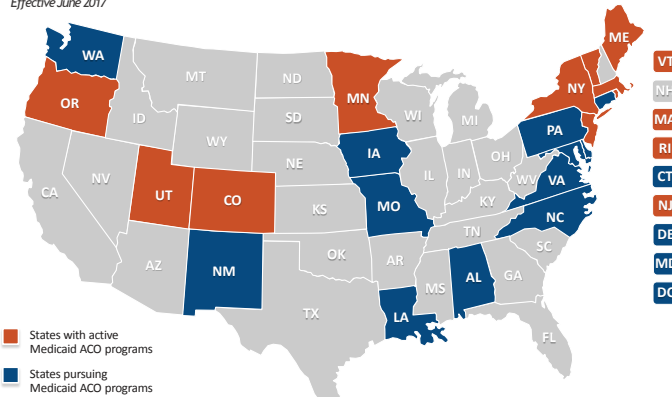 Effective June 2017
WA
MT
ND
MN
ME
OR
ID
SD
WI
MI
NY
WY
NE
IA
PA
NV
UT
CO
IL
IN
OH
CA
KS
MO
WV
VA
KY
NC
AZ
NM
OK
AR
TN
SC
TX
LA
MS
AL
GA
FL
VT
NH
MA
RI
CT
NJ
DE
MD
DC
States with active
Medicaid ACO programs
States pursuing
Medicaid ACO programs